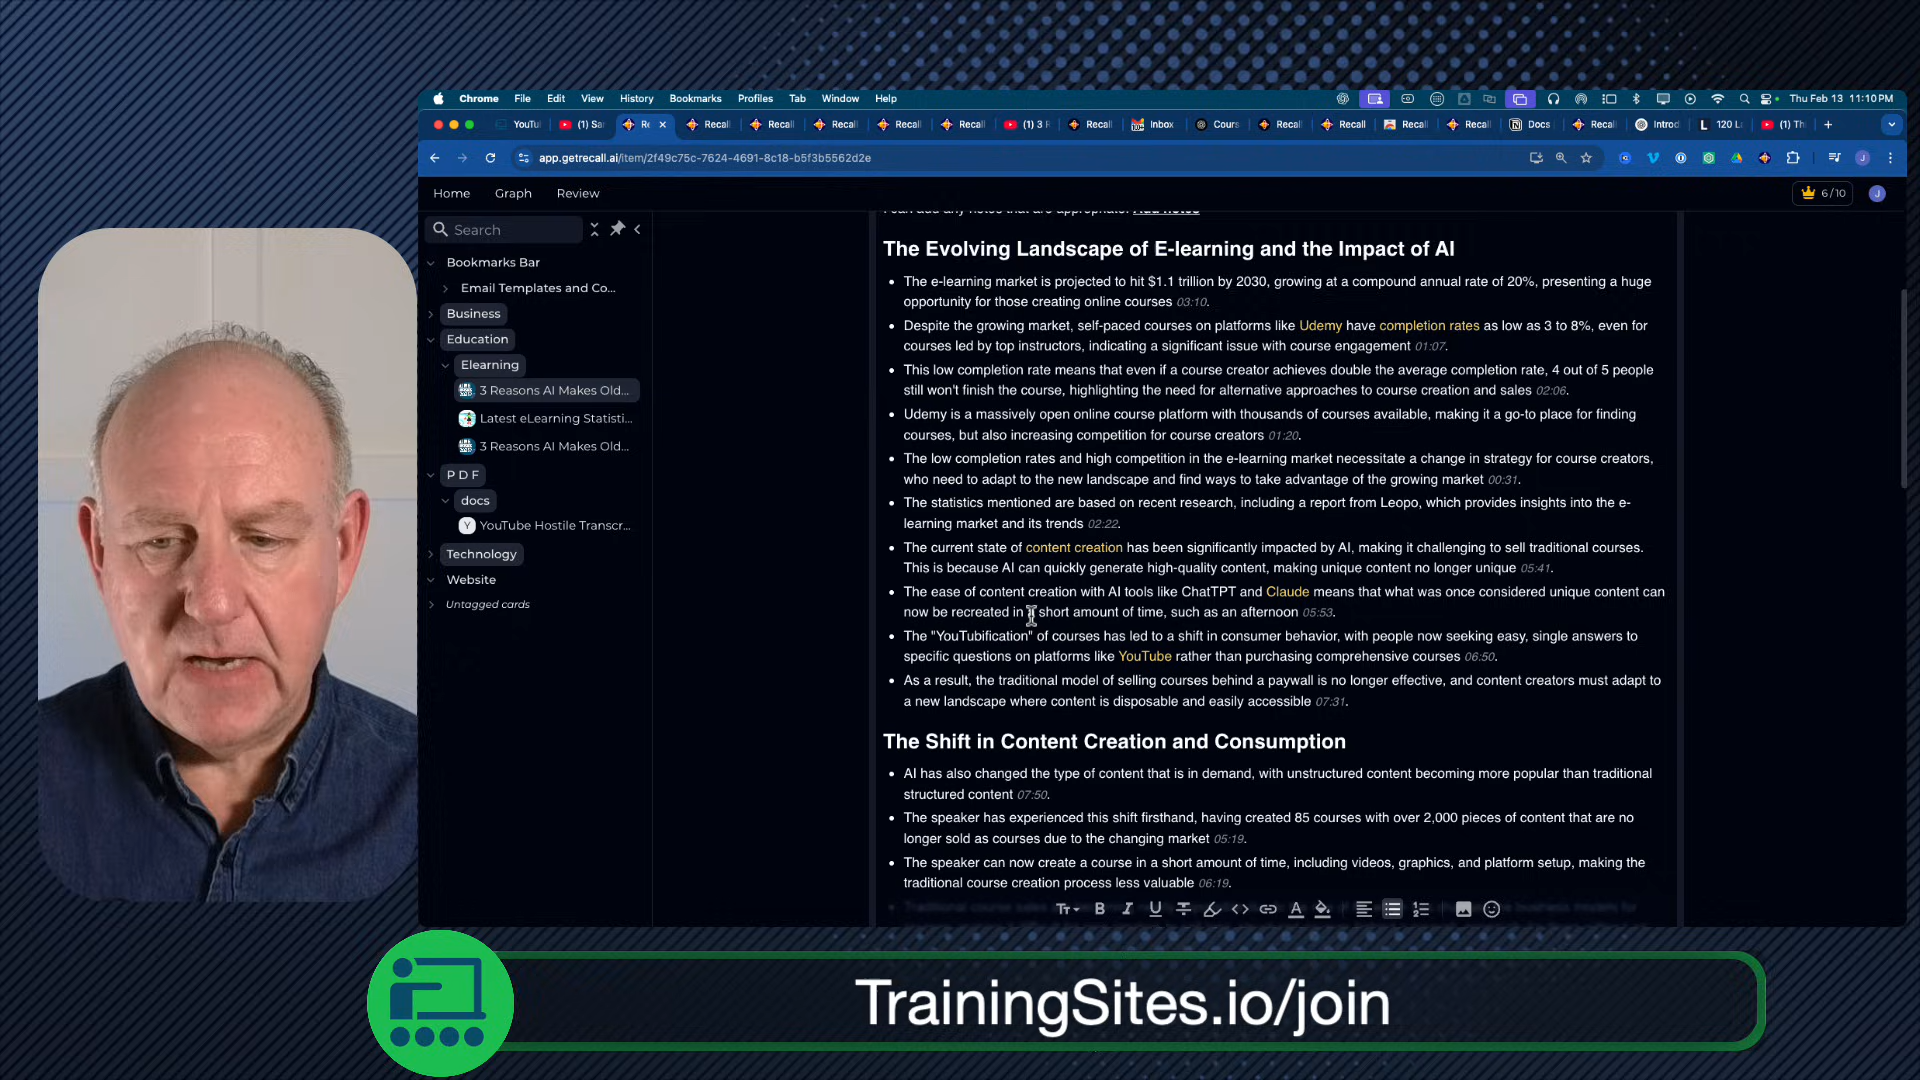 Chrome File Edit View History Bookmarks Profiles Tab Window Help Thu Feb 13 11:10 PM
YouTu (1) Sa Re Recall Recall Recall Recall Recall (1) 3 R Recall Inbox Cours Recall Recall Recall Recall Docs Recall Introd 120 L (1) Th
app.getrecall.ai/item/2f49c75c-7624-4691-8c18-b5f3b5562d2e
Home Graph Review 6/10 J
Search
Bookmarks Bar
Email Templates and Co...
Business
Education
Elearning
3 Reasons AI Makes Old...
Latest eLearning Statisti...
3 Reasons AI Makes Old...
P D F
docs
YouTube Hostile Transcr...
Technology
Website
Untagged cards
The Evolving Landscape of E-learning and the Impact of AI
The e-learning market is projected to hit $1.1 trillion by 2030, growing at a compound annual rate of 20%, presenting a huge
opportunity for those creating online courses 03:10.
Despite the growing market, self-paced courses on platforms like Udemy have completion rates as low as 3 to 8%, even for
courses led by top instructors, indicating a significant issue with course engagement 01:07.
This low completion rate means that even if a course creator achieves double the average completion rate, 4 out of 5 people
still won't finish the course, highlighting the need for alternative approaches to course creation and sales 02:06.
Udemy is a massively open online course platform with thousands of courses available, making it a go-to place for finding
courses, but also increasing competition for course creators 01:20.
The low completion rates and high competition in the e-learning market necessitate a change in strategy for course creators,
who need to adapt to the new landscape and find ways to take advantage of the growing market 00:31.
The statistics mentioned are based on recent research, including a report from Leopo, which provides insights into the e-
learning market and its trends 02:22.
The current state of content creation has been significantly impacted by AI, making it challenging to sell traditional courses.
This is because AI can quickly generate high-quality content, making unique content no longer unique 05:41.
The ease of content creation with AI tools like ChatTPT and Claude means that what was once considered unique content can
now be recreated in short amount of time, such as an afternoon 05:53.
The "YouTubification" of courses has led to a shift in consumer behavior, with people now seeking easy, single answers to
specific questions on platforms like YouTube rather than purchasing comprehensive courses 06:50.
As a result, the traditional model of selling courses behind a paywall is no longer effective, and content creators must adapt to
a new landscape where content is disposable and easily accessible 07:31.
The Shift in Content Creation and Consumption
AI has also changed the type of content that is in demand, with unstructured content becoming more popular than traditional
structured content 07:50.
The speaker has experienced this shift firsthand, having created 85 courses with over 2,000 pieces of content that are no
longer sold as courses due to the changing market 05:19.
The speaker can now create a course in a short amount of time, including videos, graphics, and platform setup, making the
traditional course creation process less valuable 06:19.
TrainingSites.io/join